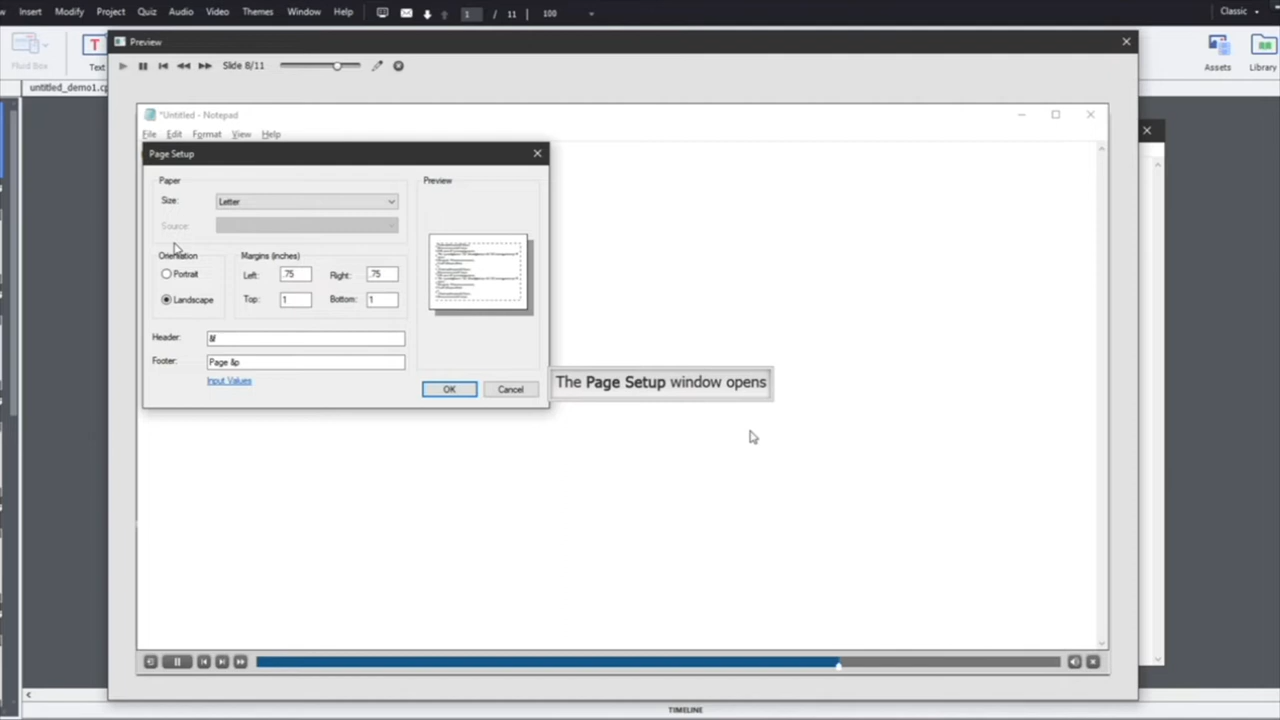 Insert Modify Project Quiz Audio Video Themes Window Help 1 / 11 100 Classic
Fluid Box Text Assets Library
untitled_demo1.cp
Preview
Slide 8/11
*Untitled - Notepad
File Edit Format View Help
Page Setup
Paper
Size: Letter
Source:
Orientation
Portrait
Landscape
Margins (inches)
Left: .75 Right: .75
Top: 1 Bottom: 1
Preview
Header: &f
Footer: Page &p
Input Values
OK Cancel
The Page Setup window opens
TIMELINE